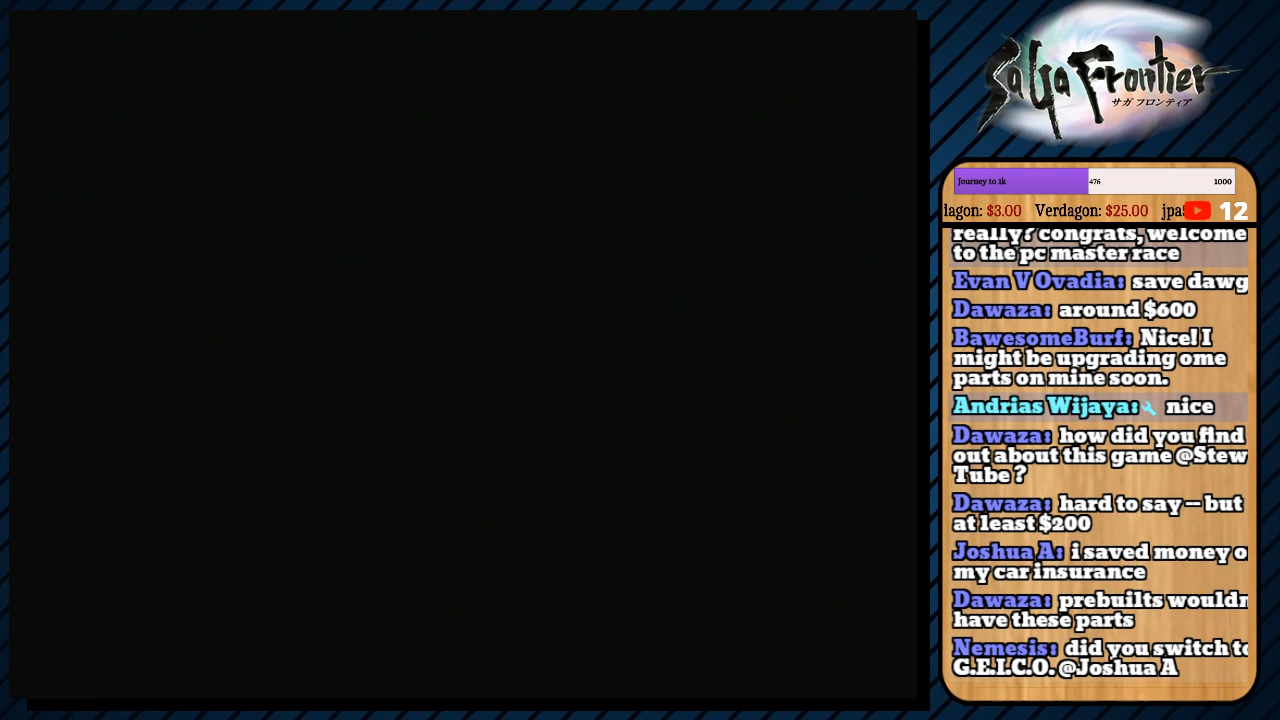 SaGa Frontier
サガ フロンティア
Journey to 1k 476 1000
lagon: $3.00 Verdagon: $25.00 jpa 12
really? congrats, welcome
to the pc master race
Evan V Ovadia: save dawg
Dawaza: around $600
BawesomeBurf: Nice! I
might be upgrading ome
parts on mine soon.
Andrias Wijaya: nice
Dawaza: how did you find
out about this game @Stew
Tube ?
Dawaza: hard to say -- but
at least $200
Joshua A: i saved money o
my car insurance
Dawaza: prebuilts wouldn
have these parts
Nemesis: did you switch to
G.E.I.C.O. @Joshua A